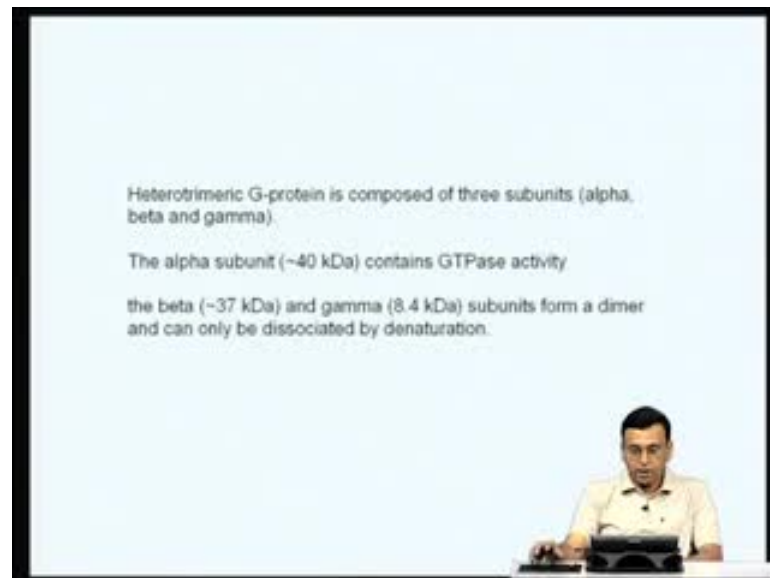 Heterotrimeric G-protein is composed of three subunits (alpha,
beta and gamma).
The alpha subunit (~40 kDa) contains GTPase activity
the beta (~37 kDa) and gamma (8.4 kDa) subunits form a dimer
and can only be dissociated by denaturation.